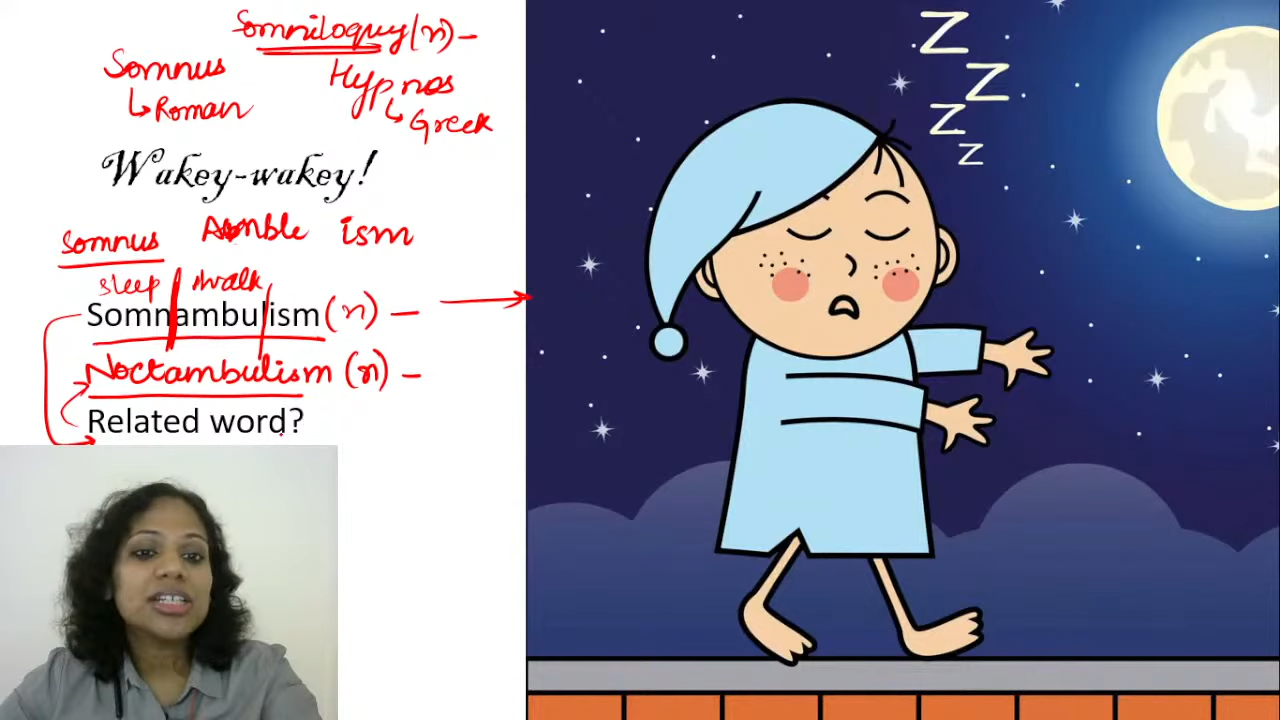 Somniloquy (n) –
Somnus
Hypnos
↳ Roman
↳ Greek
Wakey-wakey!
Somnus Amble ism
sleep walk
Somnambulism (n) –
Noctambulism (n) –
Related word?
Z
Z
Z
Z